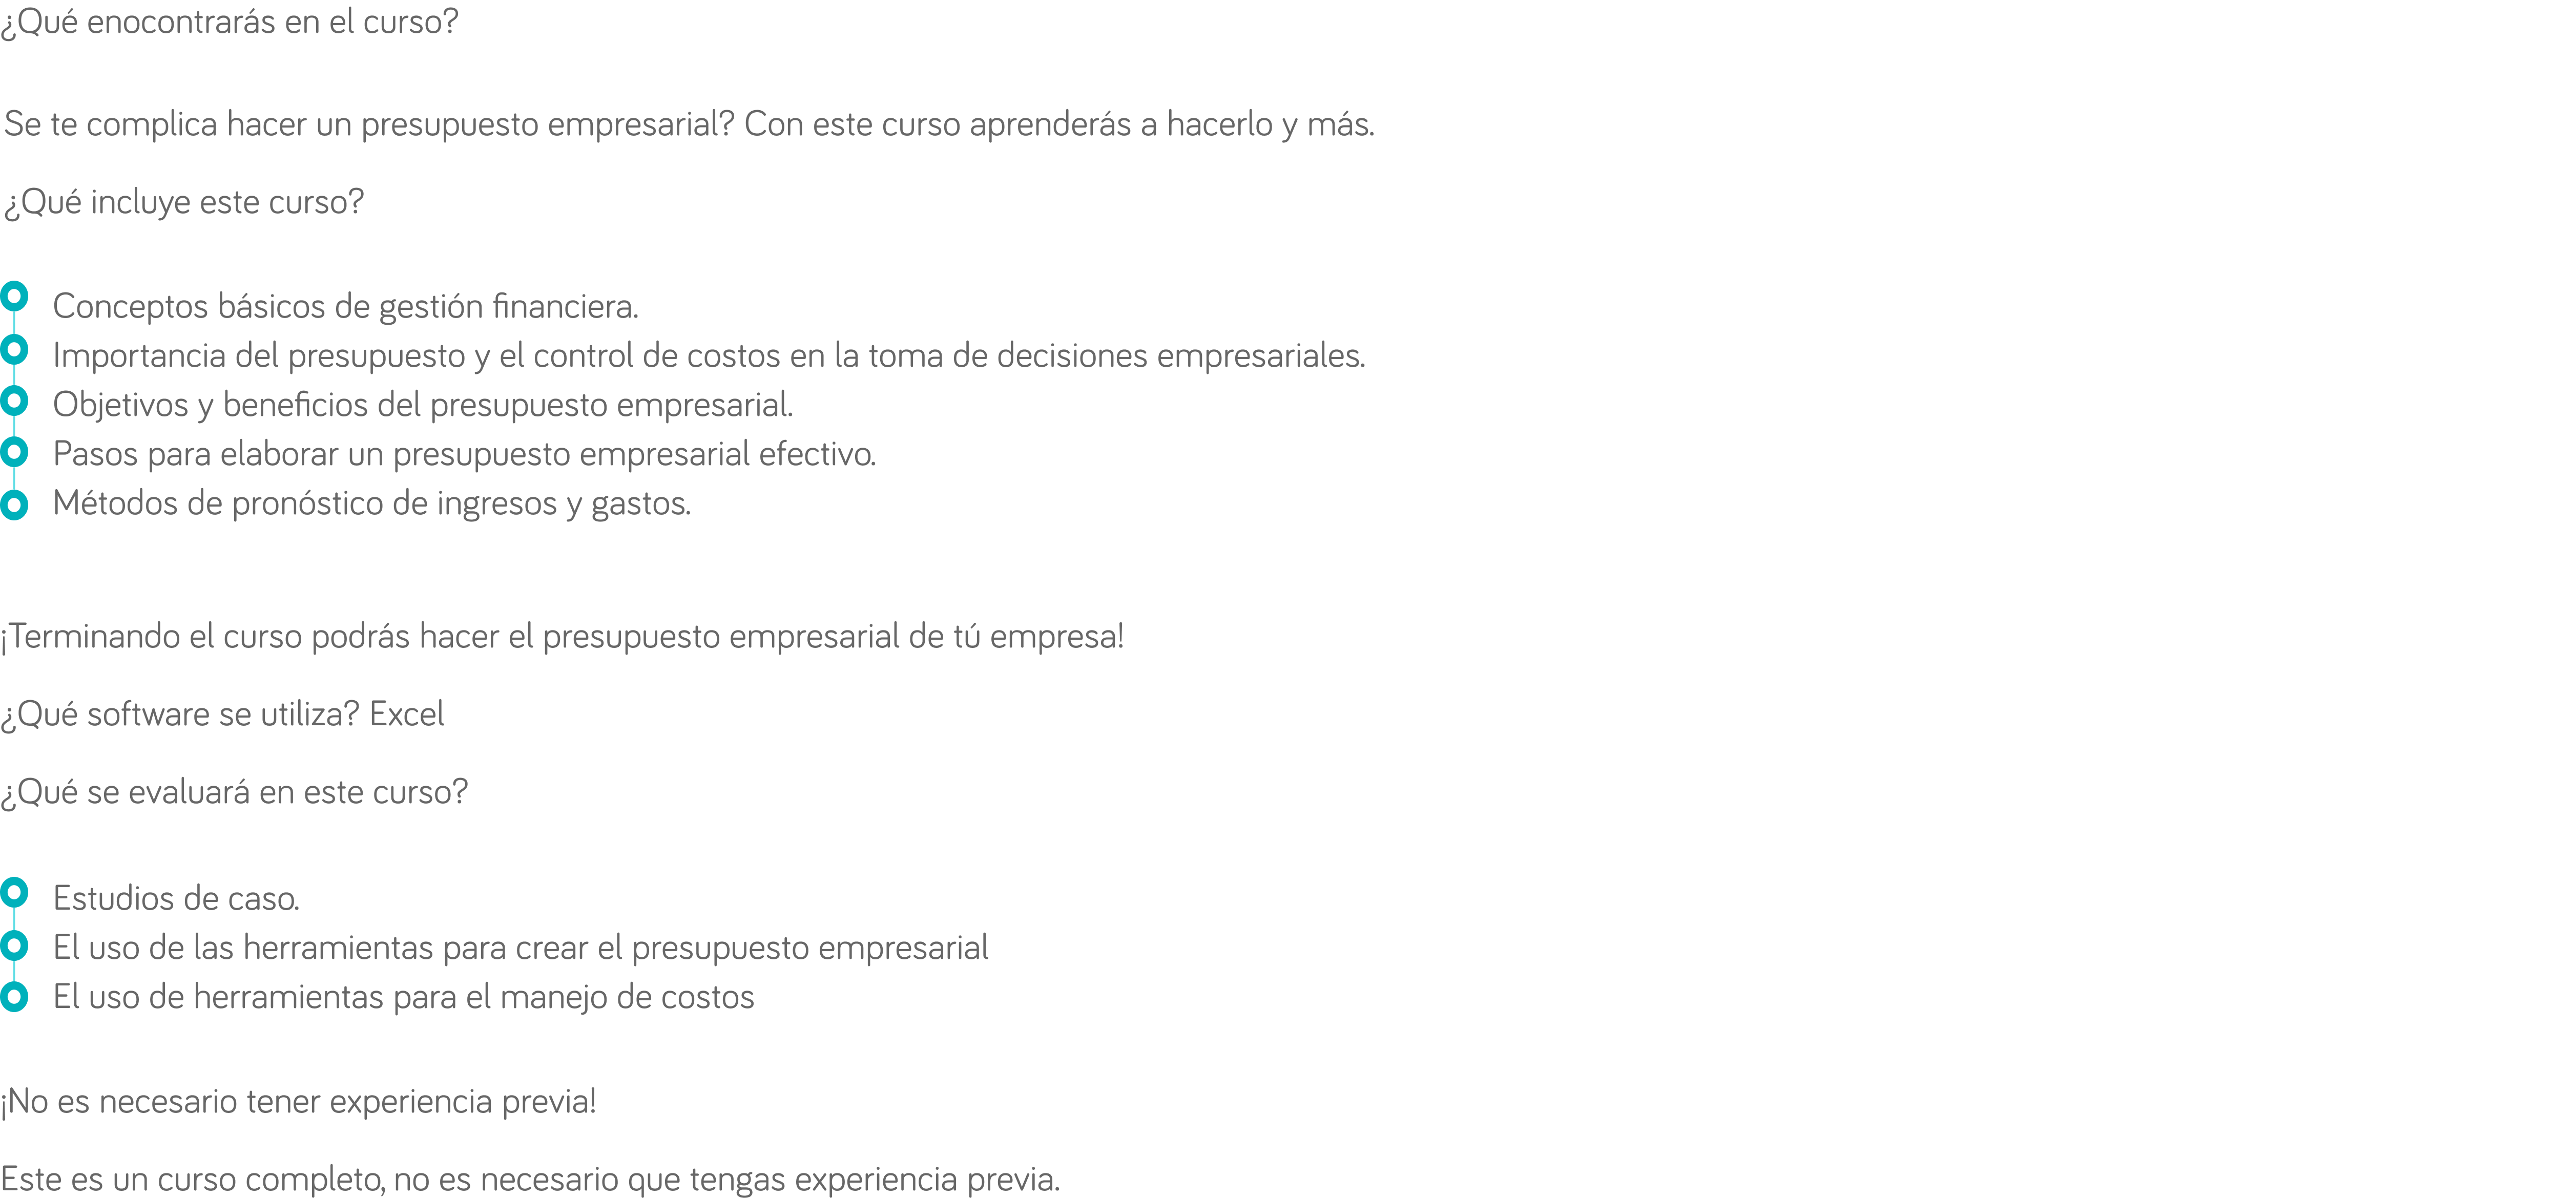 ¿Qué enocontrarás en el curso?
Se te complica hacer un presupuesto empresarial? Con este curso aprenderás a hacerlo y más.
¿Qué incluye este curso?
Conceptos básicos de gestión financiera.
Importancia del presupuesto y el control de costos en la toma de decisiones empresariales.
Objetivos y beneficios del presupuesto empresarial.
Pasos para elaborar un presupuesto empresarial efectivo.
Métodos de pronóstico de ingresos y gastos.
¡Terminando el curso podrás hacer el presupuesto empresarial de tú empresa!
¿Qué software se utiliza? Excel
¿Qué se evaluará en este curso?
Estudios de caso.
El uso de las herramientas para crear el presupuesto empresarial
El uso de herramientas para el manejo de costos
¡No es necesario tener experiencia previa!
Este es un curso completo, no es necesario que tengas experiencia previa.